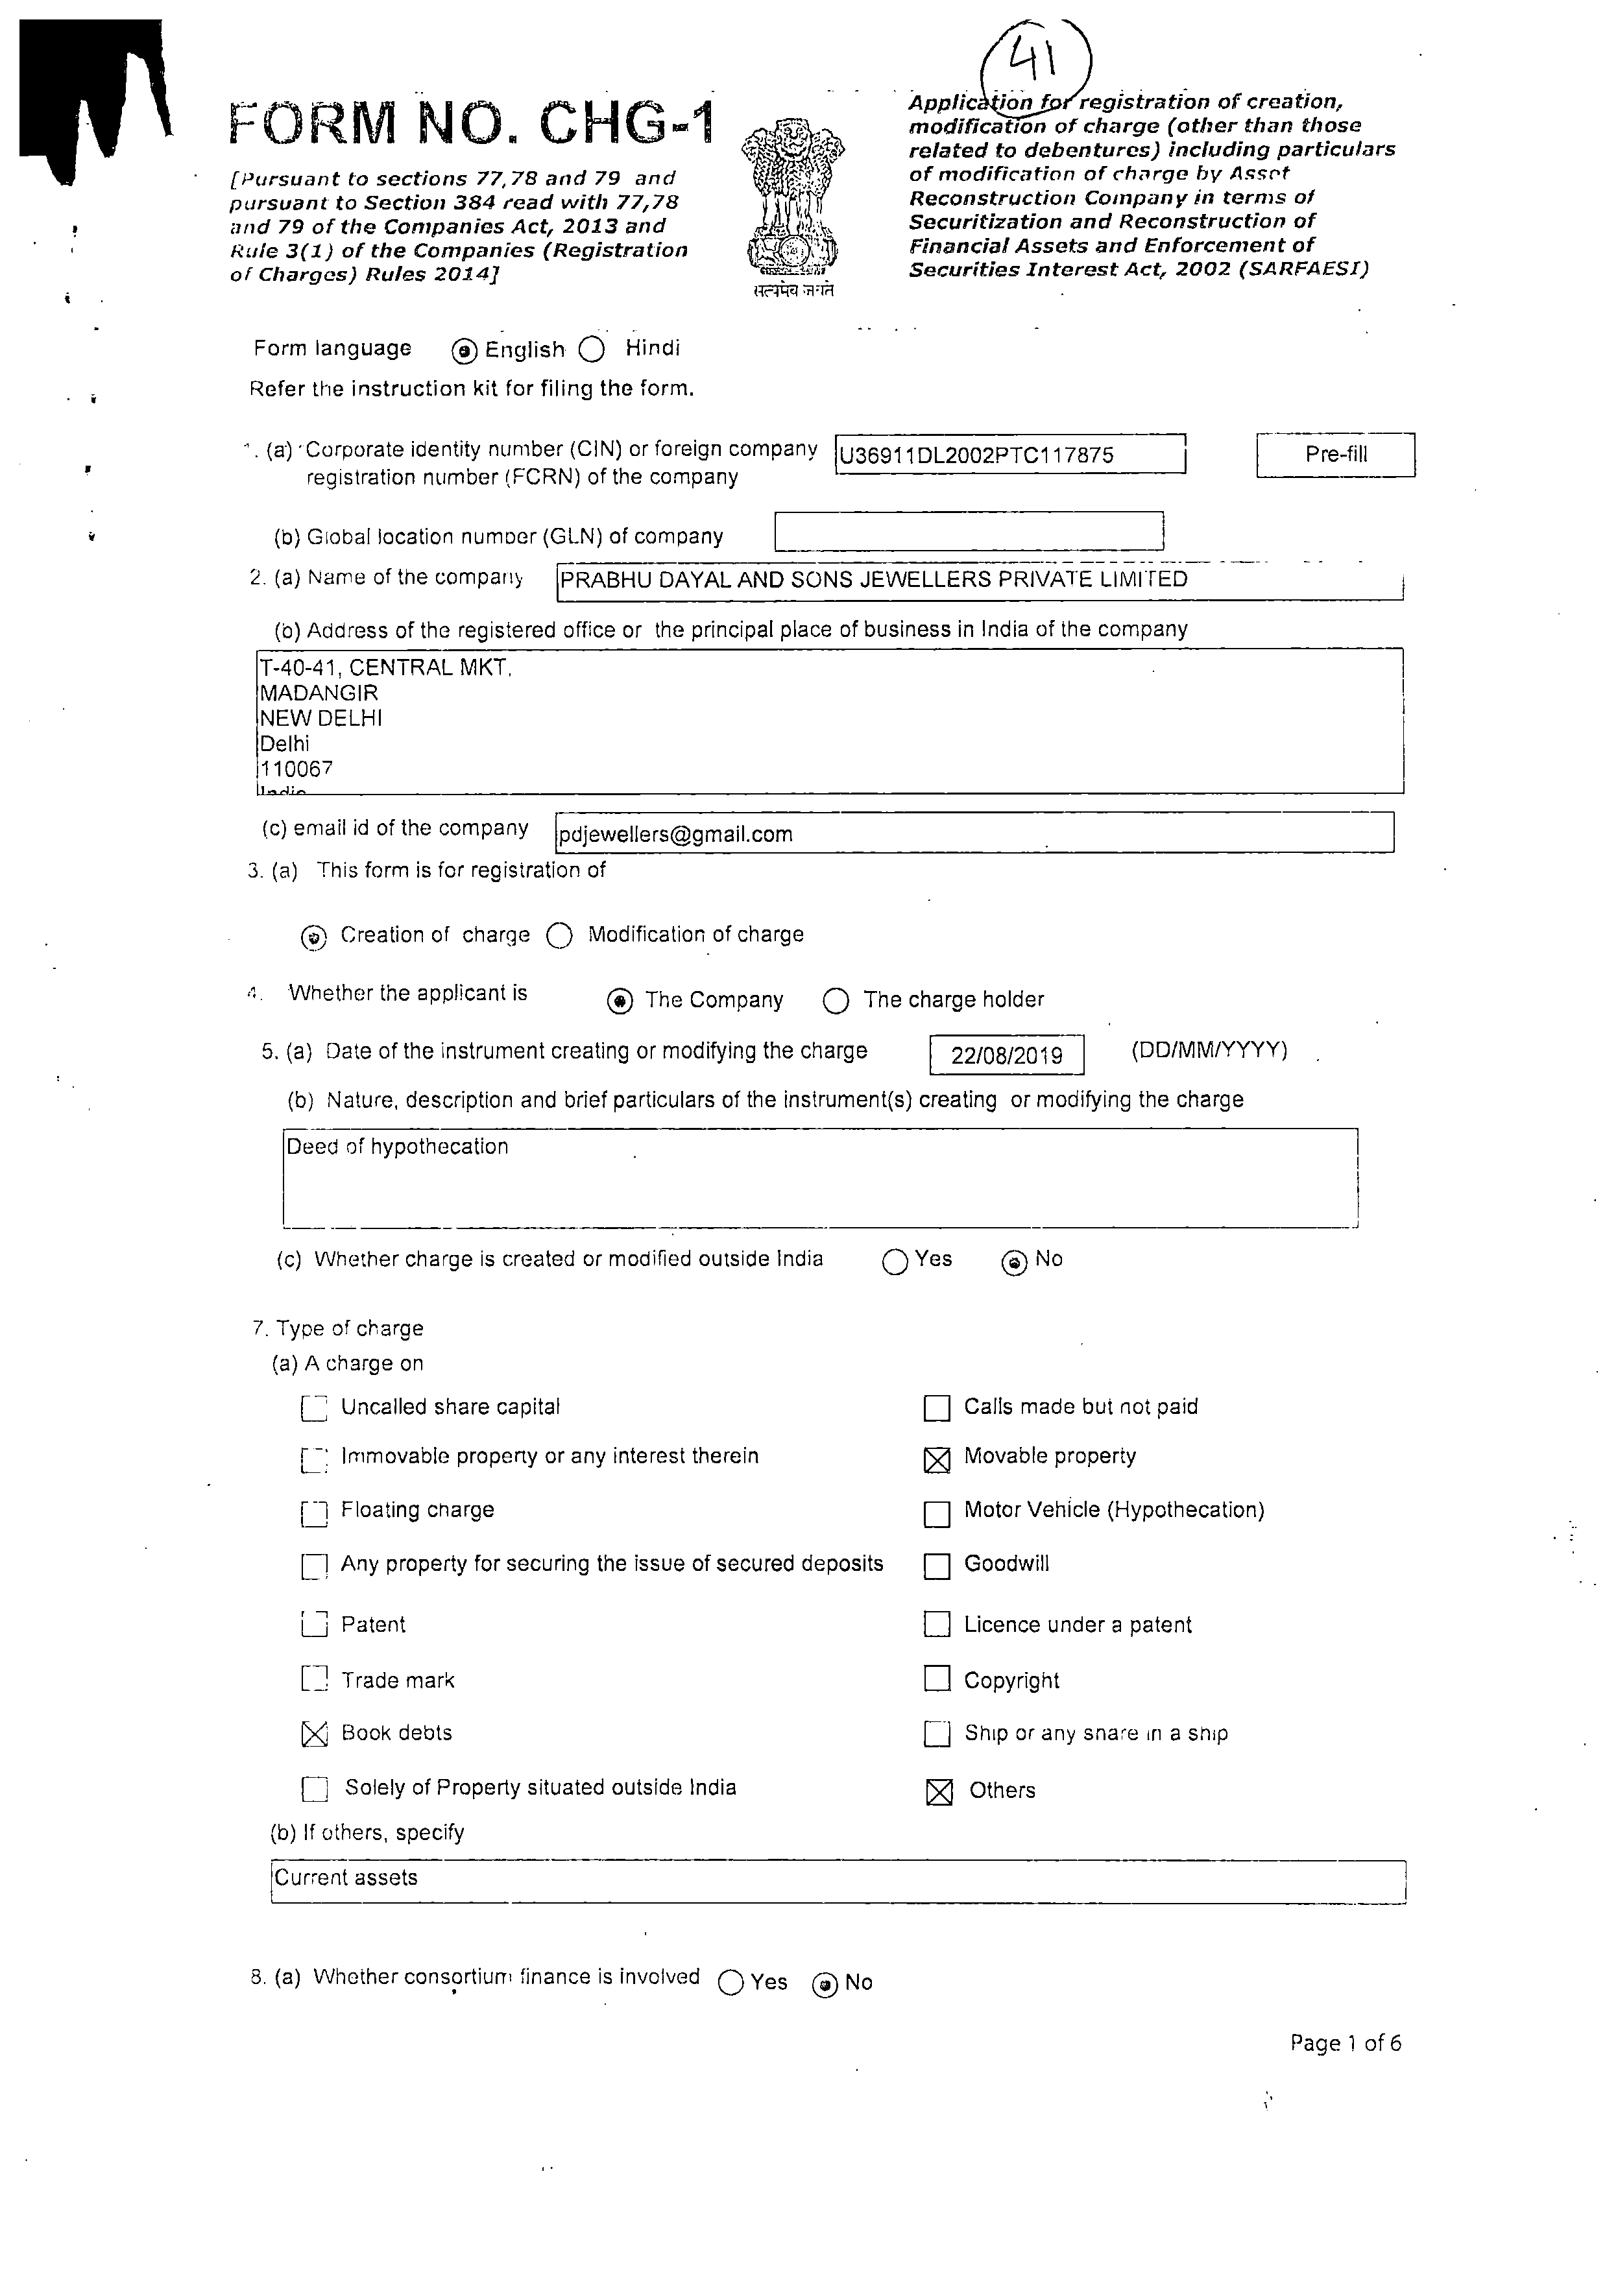 41
FORM NO. CHG-1
[Pursuant to sections 77,78 and 79 and
pursuant to Section 384 read with 77,78
and 79 of the Companies Act, 2013 and
Rule 3(1) of the Companies (Registration
of Charges) Rules 2014]
सत्यमेव जयते
Application for registration of creation,
modification of charge (other than those
related to debentures) including particulars
of modification of charge by Asset
Reconstruction Company in terms of
Securitization and Reconstruction of
Financial Assets and Enforcement of
Securities Interest Act, 2002 (SARFAESI)
Form language English Hindi
Refer the instruction kit for filing the form.
1. (a) Corporate identity number (CIN) or foreign company U36911DL2002PTC117875 Pre-fill
registration number (FCRN) of the company
(b) Global location number (GLN) of company
2. (a) Name of the company PRABHU DAYAL AND SONS JEWELLERS PRIVATE LIMITED
(b) Address of the registered office or the principal place of business in India of the company
T-40-41, CENTRAL MKT,
MADANGIR
NEW DELHI
Delhi
110067
India
(c) email id of the company pdjewellers@gmail.com
3. (a) This form is for registration of
Creation of charge Modification of charge
4. Whether the applicant is The Company The charge holder
5. (a) Date of the instrument creating or modifying the charge 22/08/2019 (DD/MM/YYYY)
(b) Nature, description and brief particulars of the instrument(s) creating or modifying the charge
Deed of hypothecation
(c) Whether charge is created or modified outside India Yes No
7. Type of charge
(a) A charge on
Uncalled share capital Calls made but not paid
Immovable property or any interest therein Movable property
Floating charge Motor Vehicle (Hypothecation)
Any property for securing the issue of secured deposits Goodwill
Patent Licence under a patent
Trade mark Copyright
Book debts Ship or any share in a ship
Solely of Property situated outside India Others
(b) If others, specify
Current assets
8. (a) Whether consortium finance is involved Yes No
Page 1 of 6